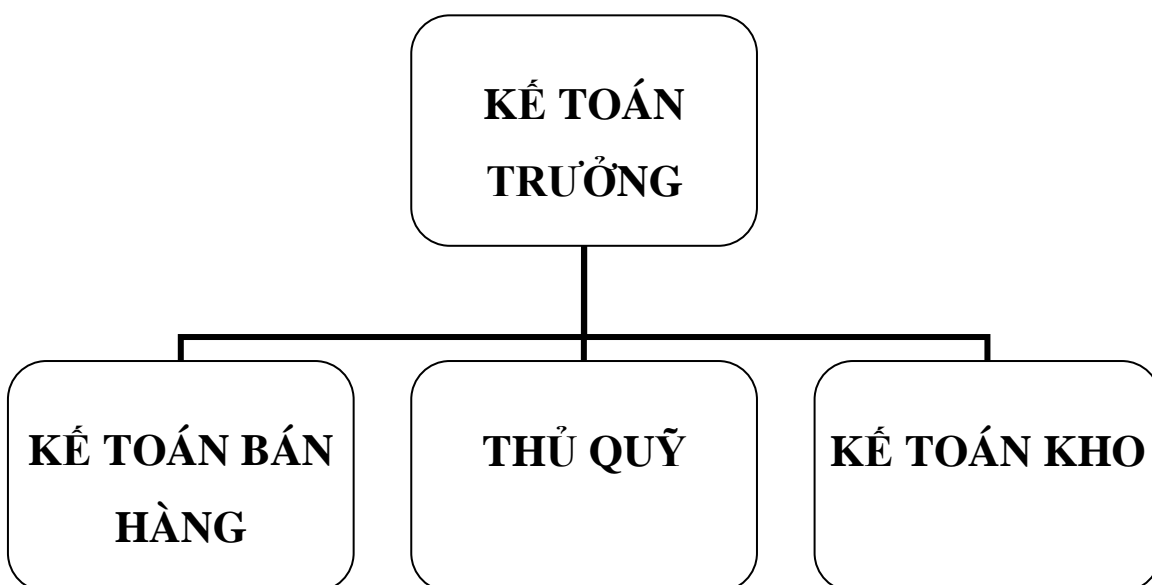 KẾ TOÁN
TRƯỞNG
KẾ TOÁN BÁN
HÀNG
THỦ QUỸ
KẾ TOÁN KHO